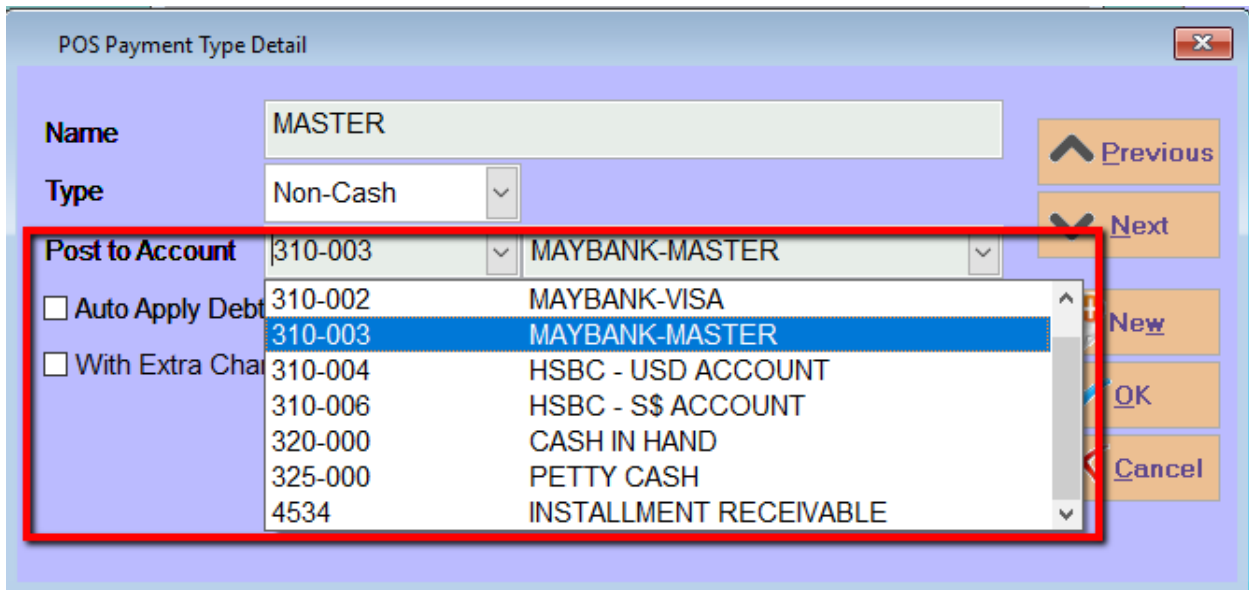 POS Payment Type Detail
Name MASTER
Previous
Type Non-Cash
Next
Post to Account 310-003 MAYBANK-MASTER
Auto Apply Debt
310-002 MAYBANK-VISA
New
310-003 MAYBANK-MASTER
With Extra Cha
310-004 HSBC - USD ACCOUNT
OK
310-006 HSBC - S$ ACCOUNT
320-000 CASH IN HAND
Cancel
325-000 PETTY CASH
4534 INSTALLMENT RECEIVABLE